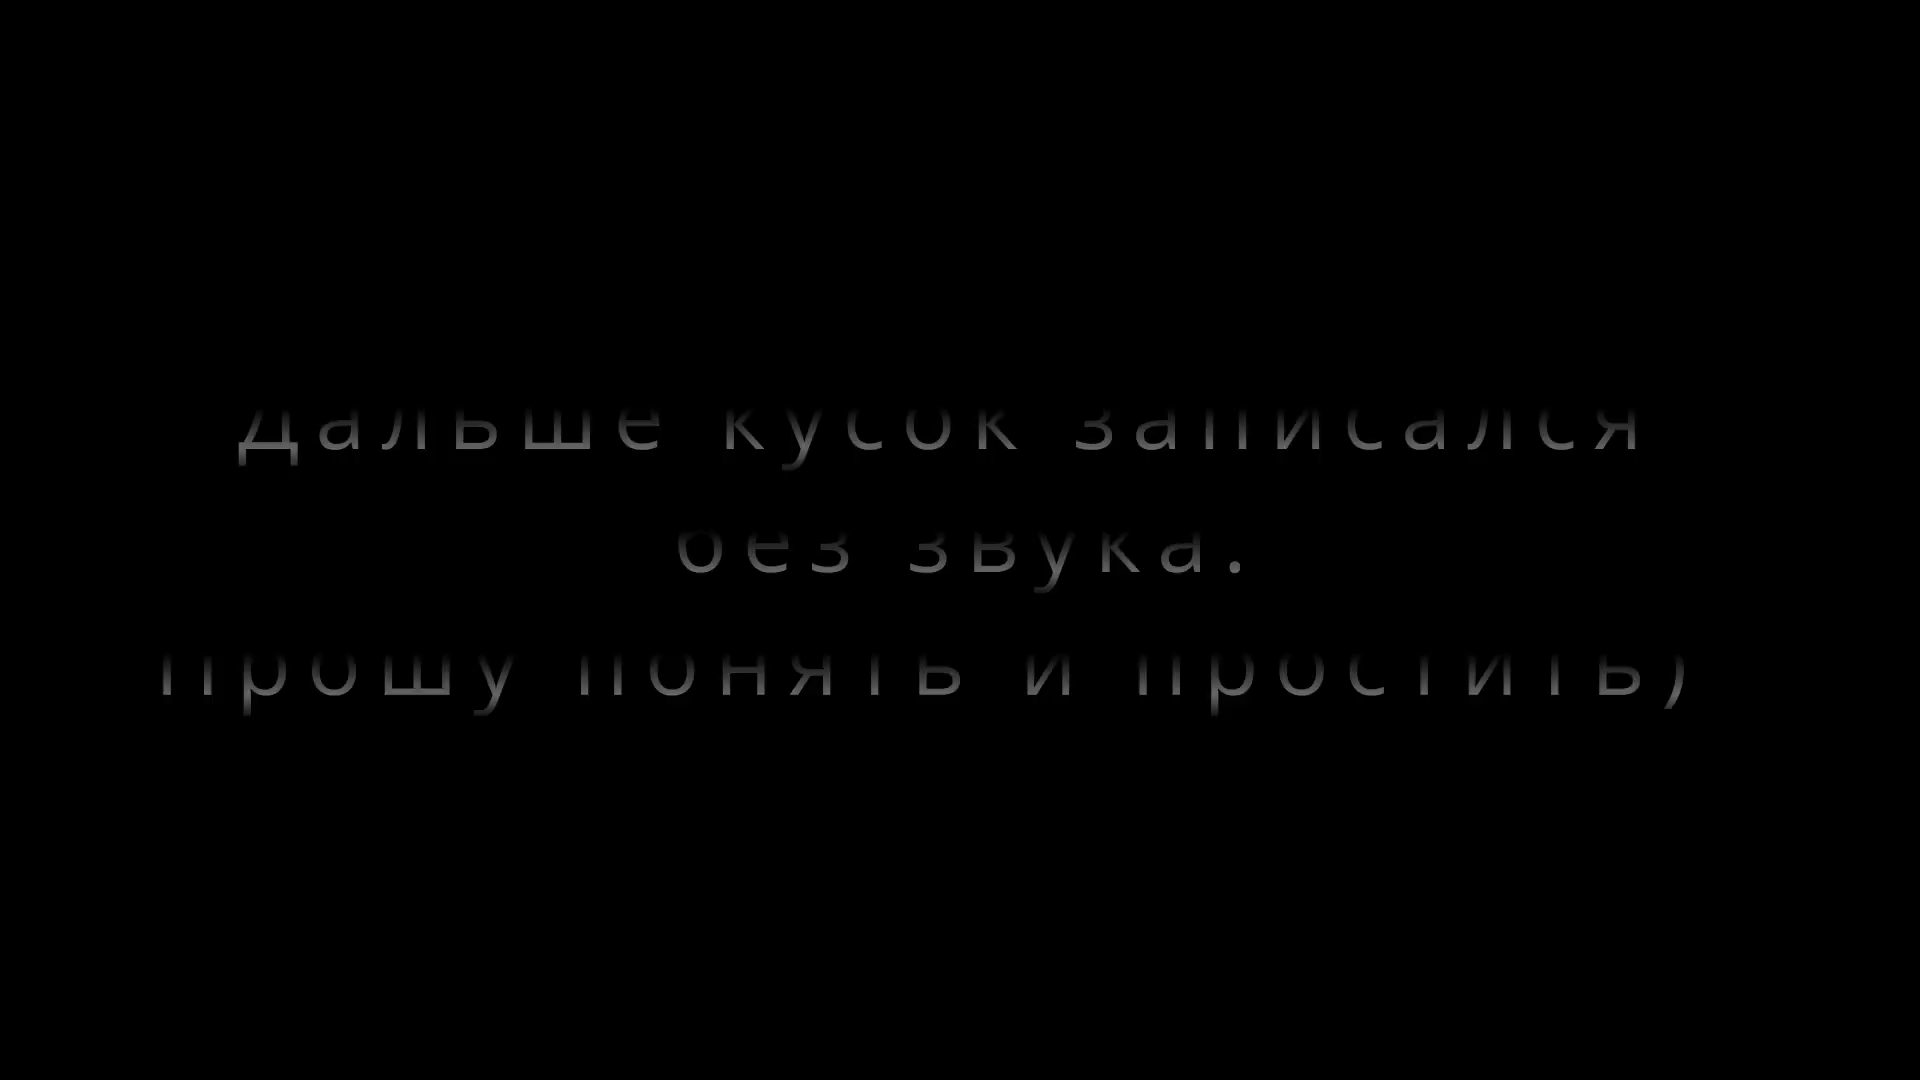 дальше кусок записался
без звука.
прошу понять и простить)